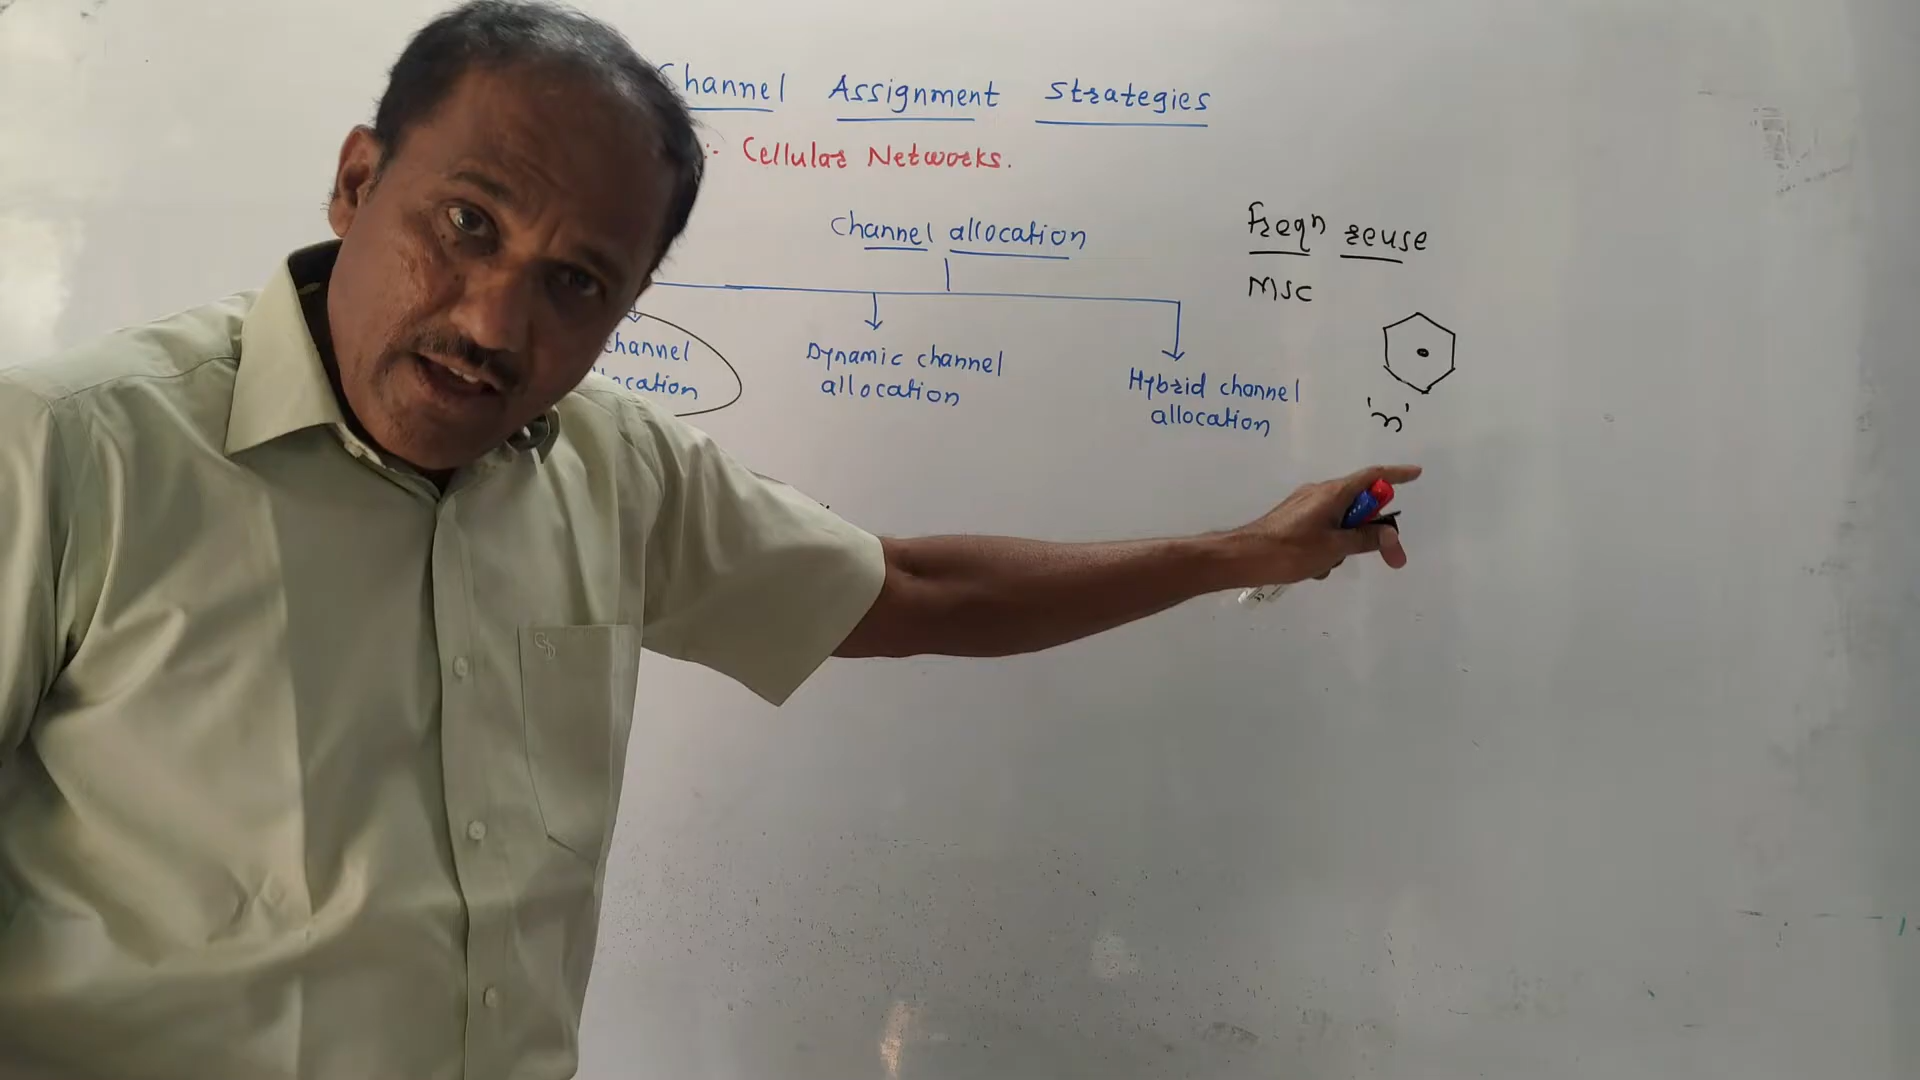 Channel Assignment Strategies
Cellular Networks.
Channel allocation
Freqn reuse
MSC
channel
allocation
Dynamic channel
allocation
Hybrid channel
allocation
'n'